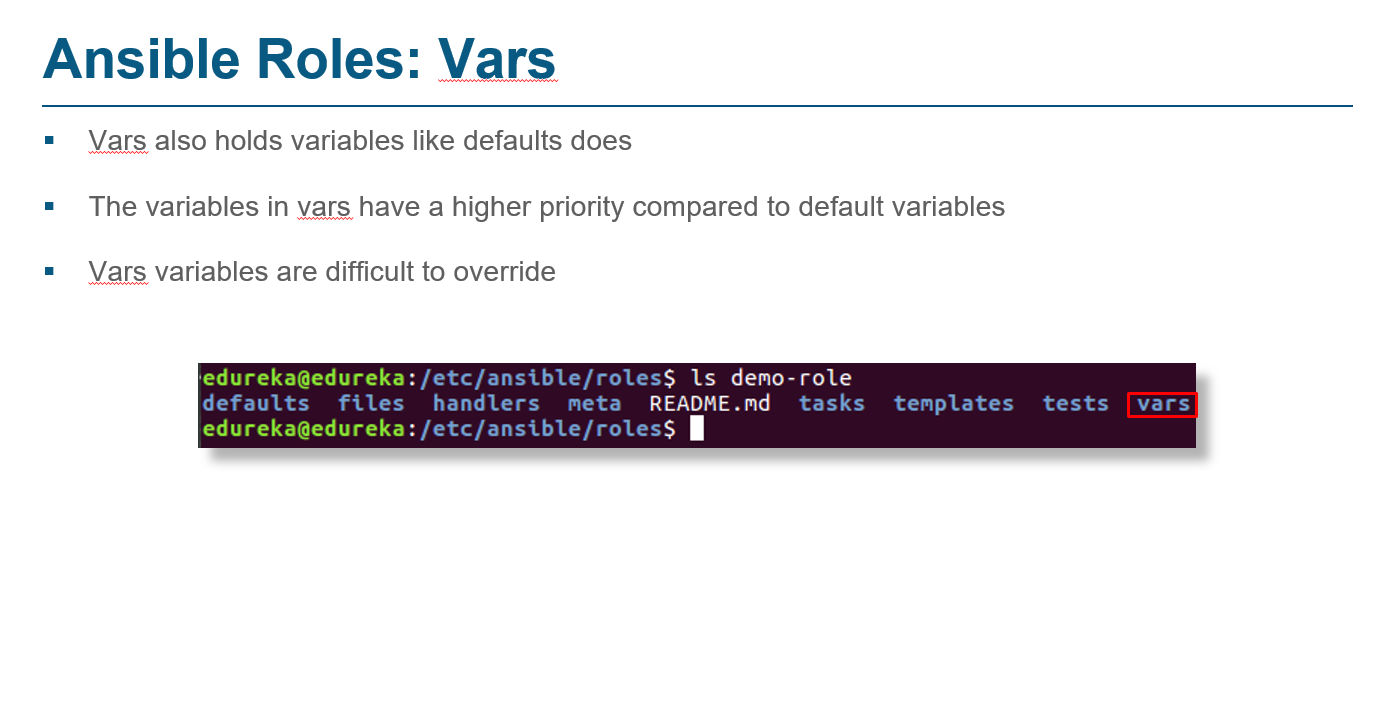 Ansible Roles: Vars
Vars also holds variables like defaults does
The variables in vars have a higher priority compared to default variables
Vars variables are difficult to override
edureka@edureka:/etc/ansible/roles$ ls demo-role
defaults files handlers meta README.md tasks templates tests vars
edureka@edureka:/etc/ansible/roles$